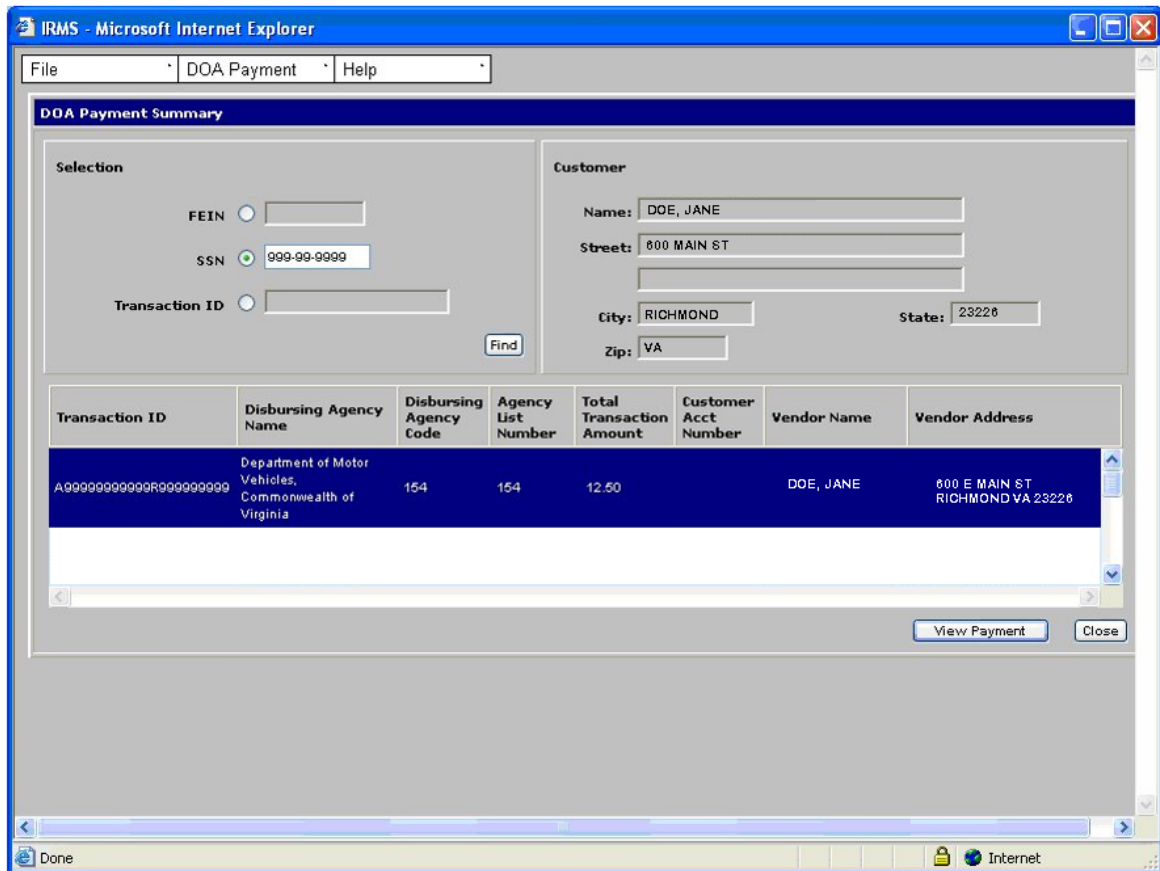 IRMS - Microsoft Internet Explorer
File DOA Payment Help
DOA Payment Summary
Selection
FEIN
SSN 999-99-9999
Transaction ID
Find
Customer
Name: DOE, JANE
Street: 600 MAIN ST
City: RICHMOND State: 23226
Zip: VA
Transaction ID Disbursing Agency Name Disbursing Agency Code Agency List Number Total Transaction Amount Customer Acct Number Vendor Name Vendor Address
A99999999999R999999999 Department of Motor Vehicles, Commonwealth of Virginia 154 154 12.50 DOE, JANE 600 E MAIN ST RICHMOND VA 23226
View Payment Close
Done Internet